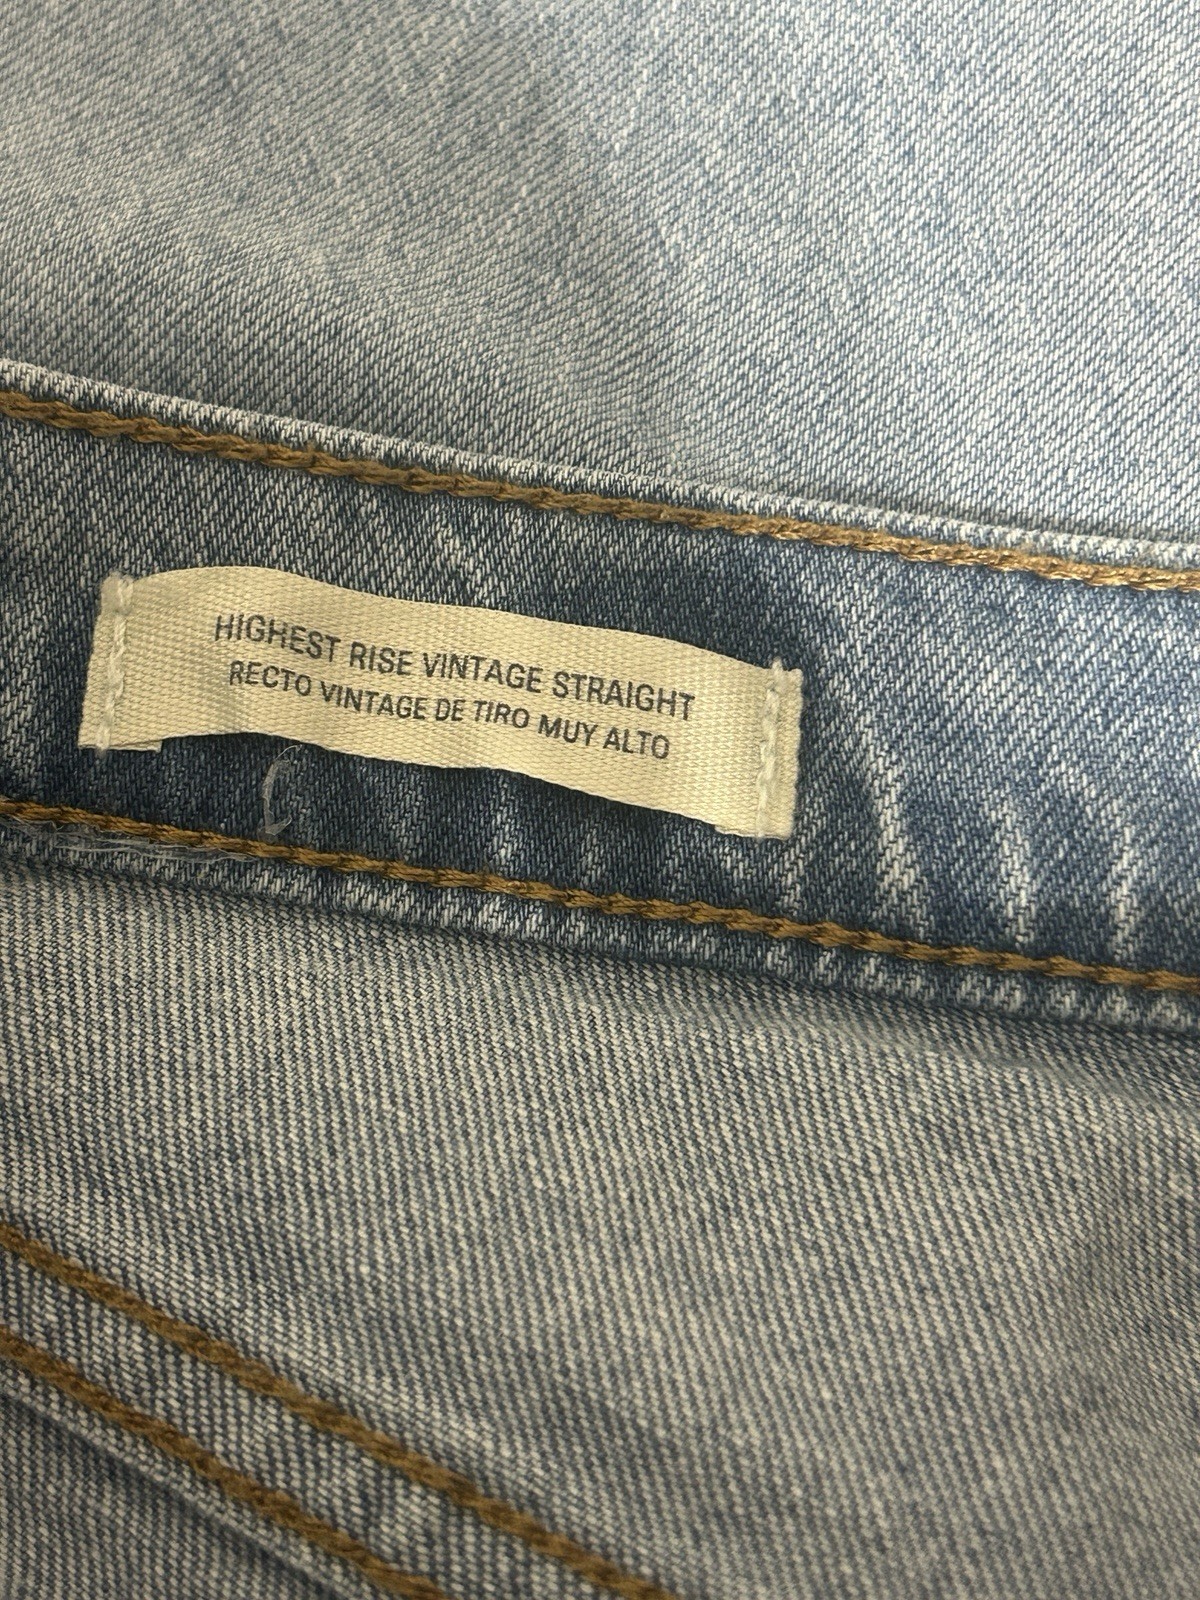 HIGHEST RISE VINTAGE STRAIGHT
RECTO VINTAGE DE TIRO MUY ALTO